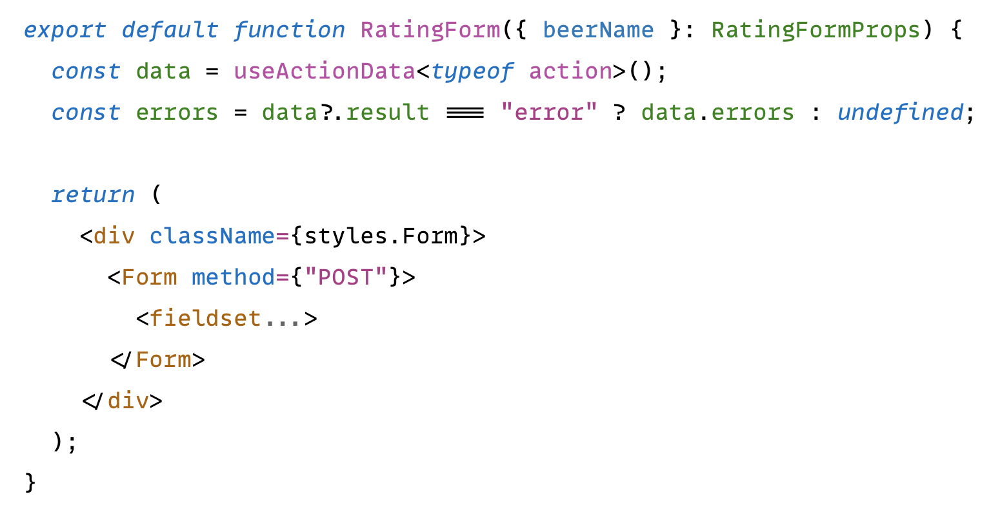 export default function RatingForm({ beerName }: RatingFormProps) {
  const data = useActionData<typeof action>();
  const errors = data?.result === "error" ? data.errors : undefined;

  return (
    <div className={styles.Form}>
      <Form method={"POST"}>
        <fieldset...>
      </Form>
    </div>
  );
}